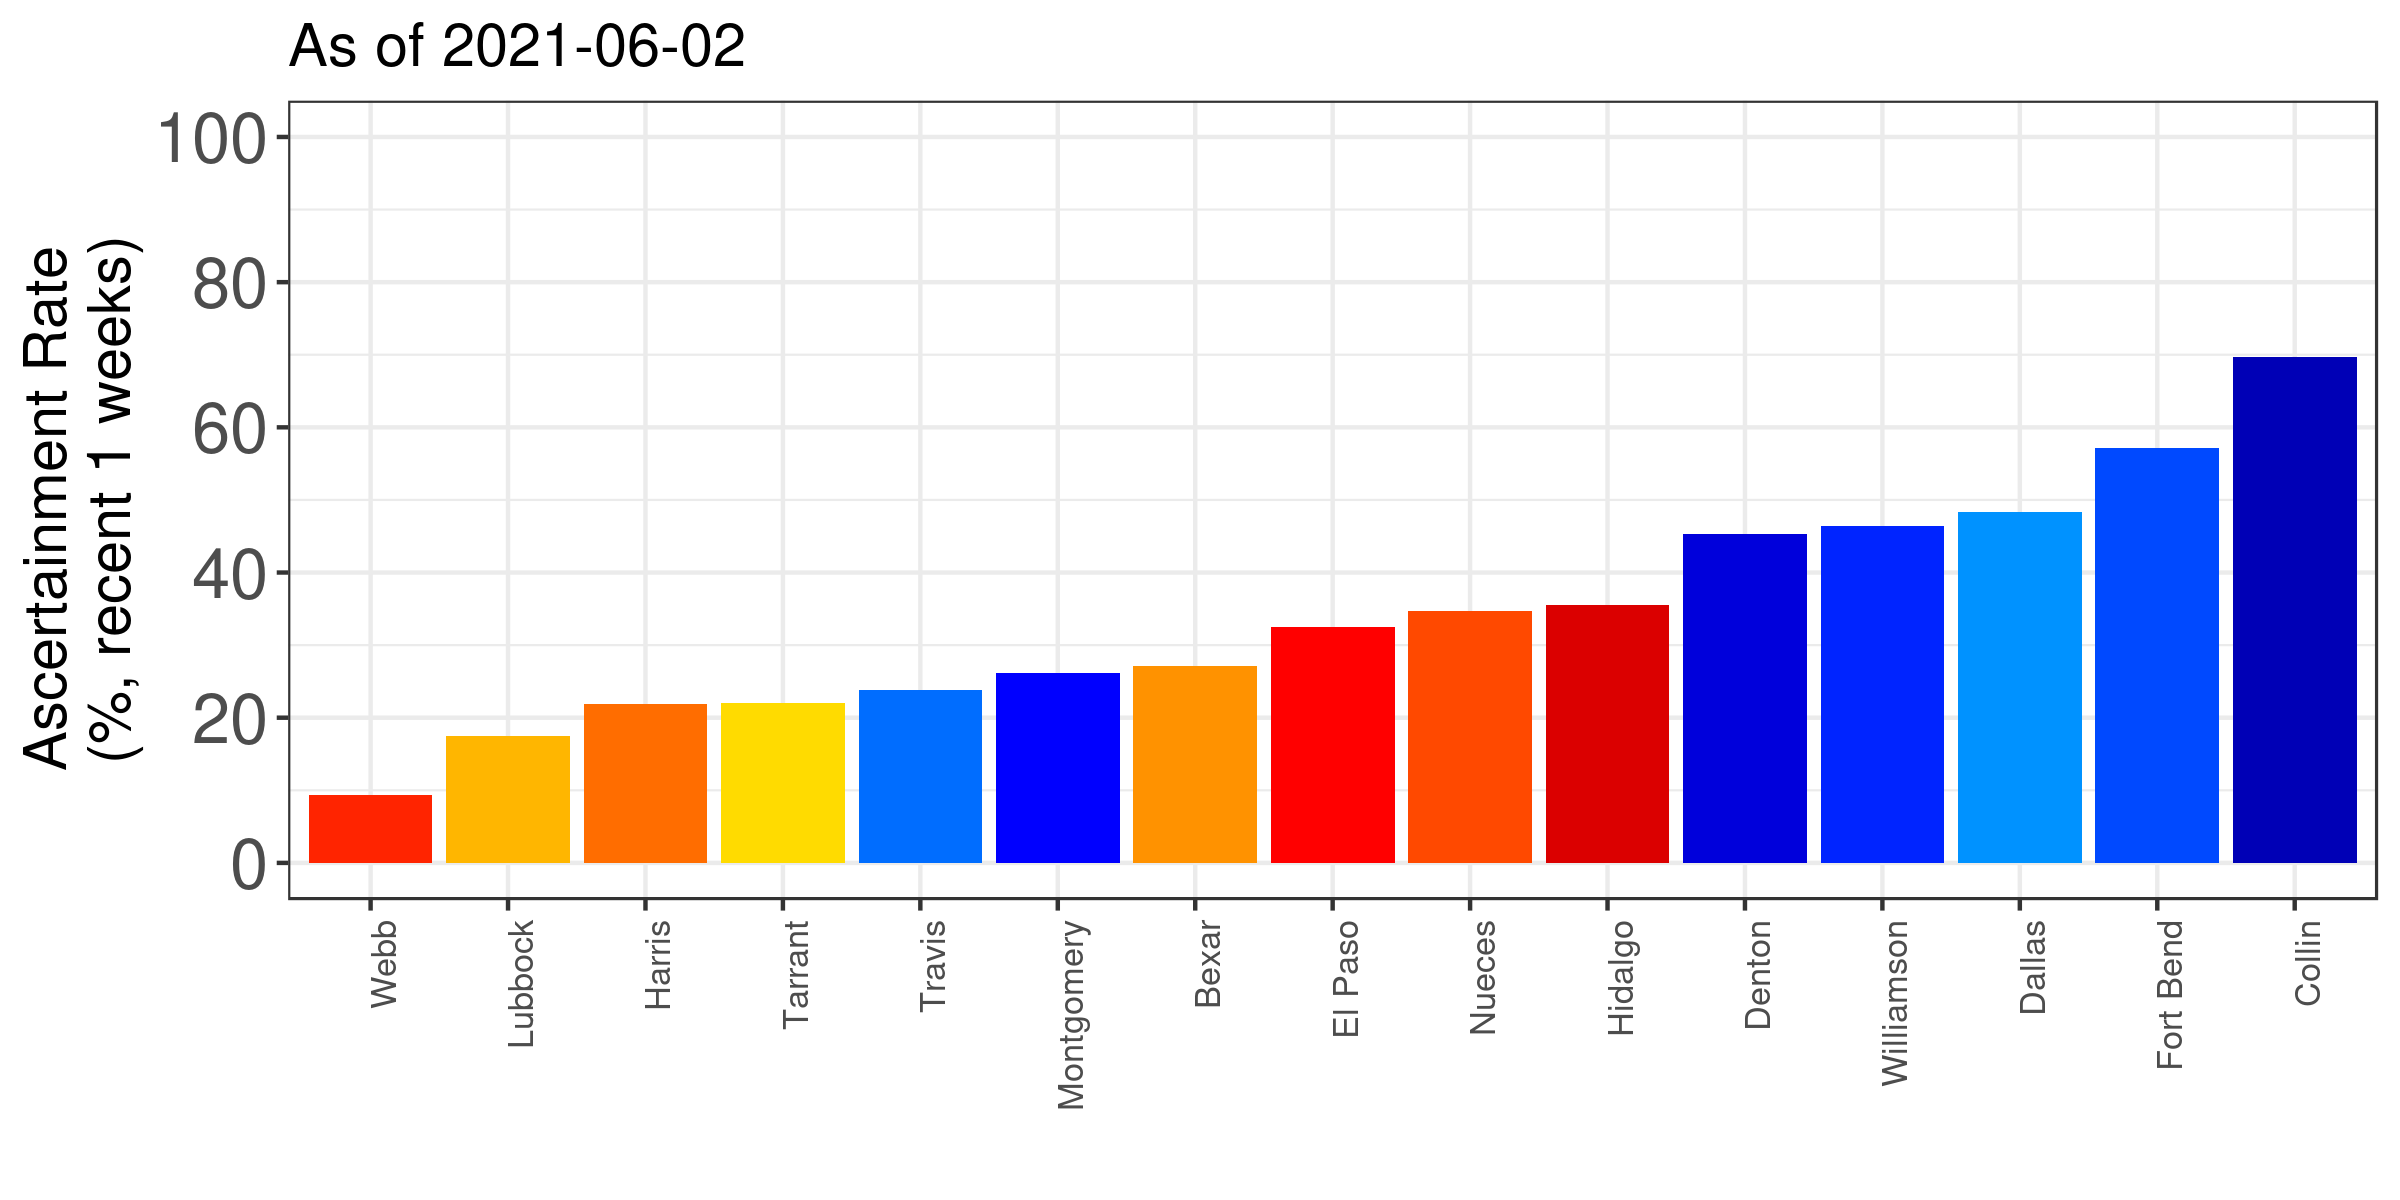 As of 2021-06-02
Ascertainment Rate
(%, recent 1 weeks)
100
80
60
40
20
0
Webb
Lubbock
Harris
Tarrant
Travis
Montgomery
Bexar
El Paso
Nueces
Hidalgo
Denton
Williamson
Dallas
Fort Bend
Collin